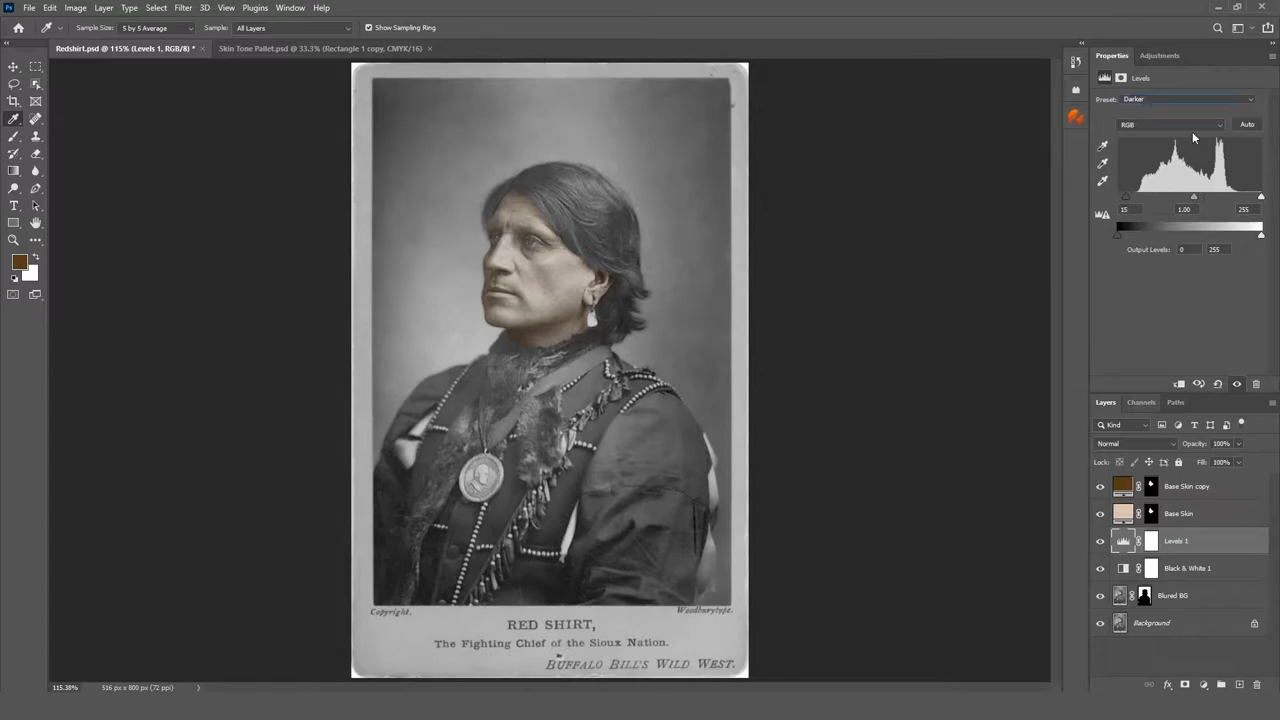 Ps File Edit Image Layer Type Select Filter 3D View Plugins Window Help
Sample Size: 5 by 5 Average Sample: All Layers Show Sampling Ring
Redshirt.psd @ 115% (Levels 1, RGB/8) * × Skin Tone Pallet.psd @ 33.3% (Rectangle 1 copy, CMYK/16) ×
Properties Adjustments
Levels
Preset: Darker
RGB Auto
15 1.00 255
Output Levels: 0 255
Copyright. Woodburytype.
RED SHIRT,
The Fighting Chief of the Sioux Nation.
BUFFALO BILL'S WILD WEST.
Layers Channels Paths
Kind
Normal Opacity: 100%
Lock: Fill: 100%
Base Skin copy
Base Skin
Levels 1
Black & White 1
Blured BG
Background
fx
115.38% 516 px x 800 px (72 ppi)